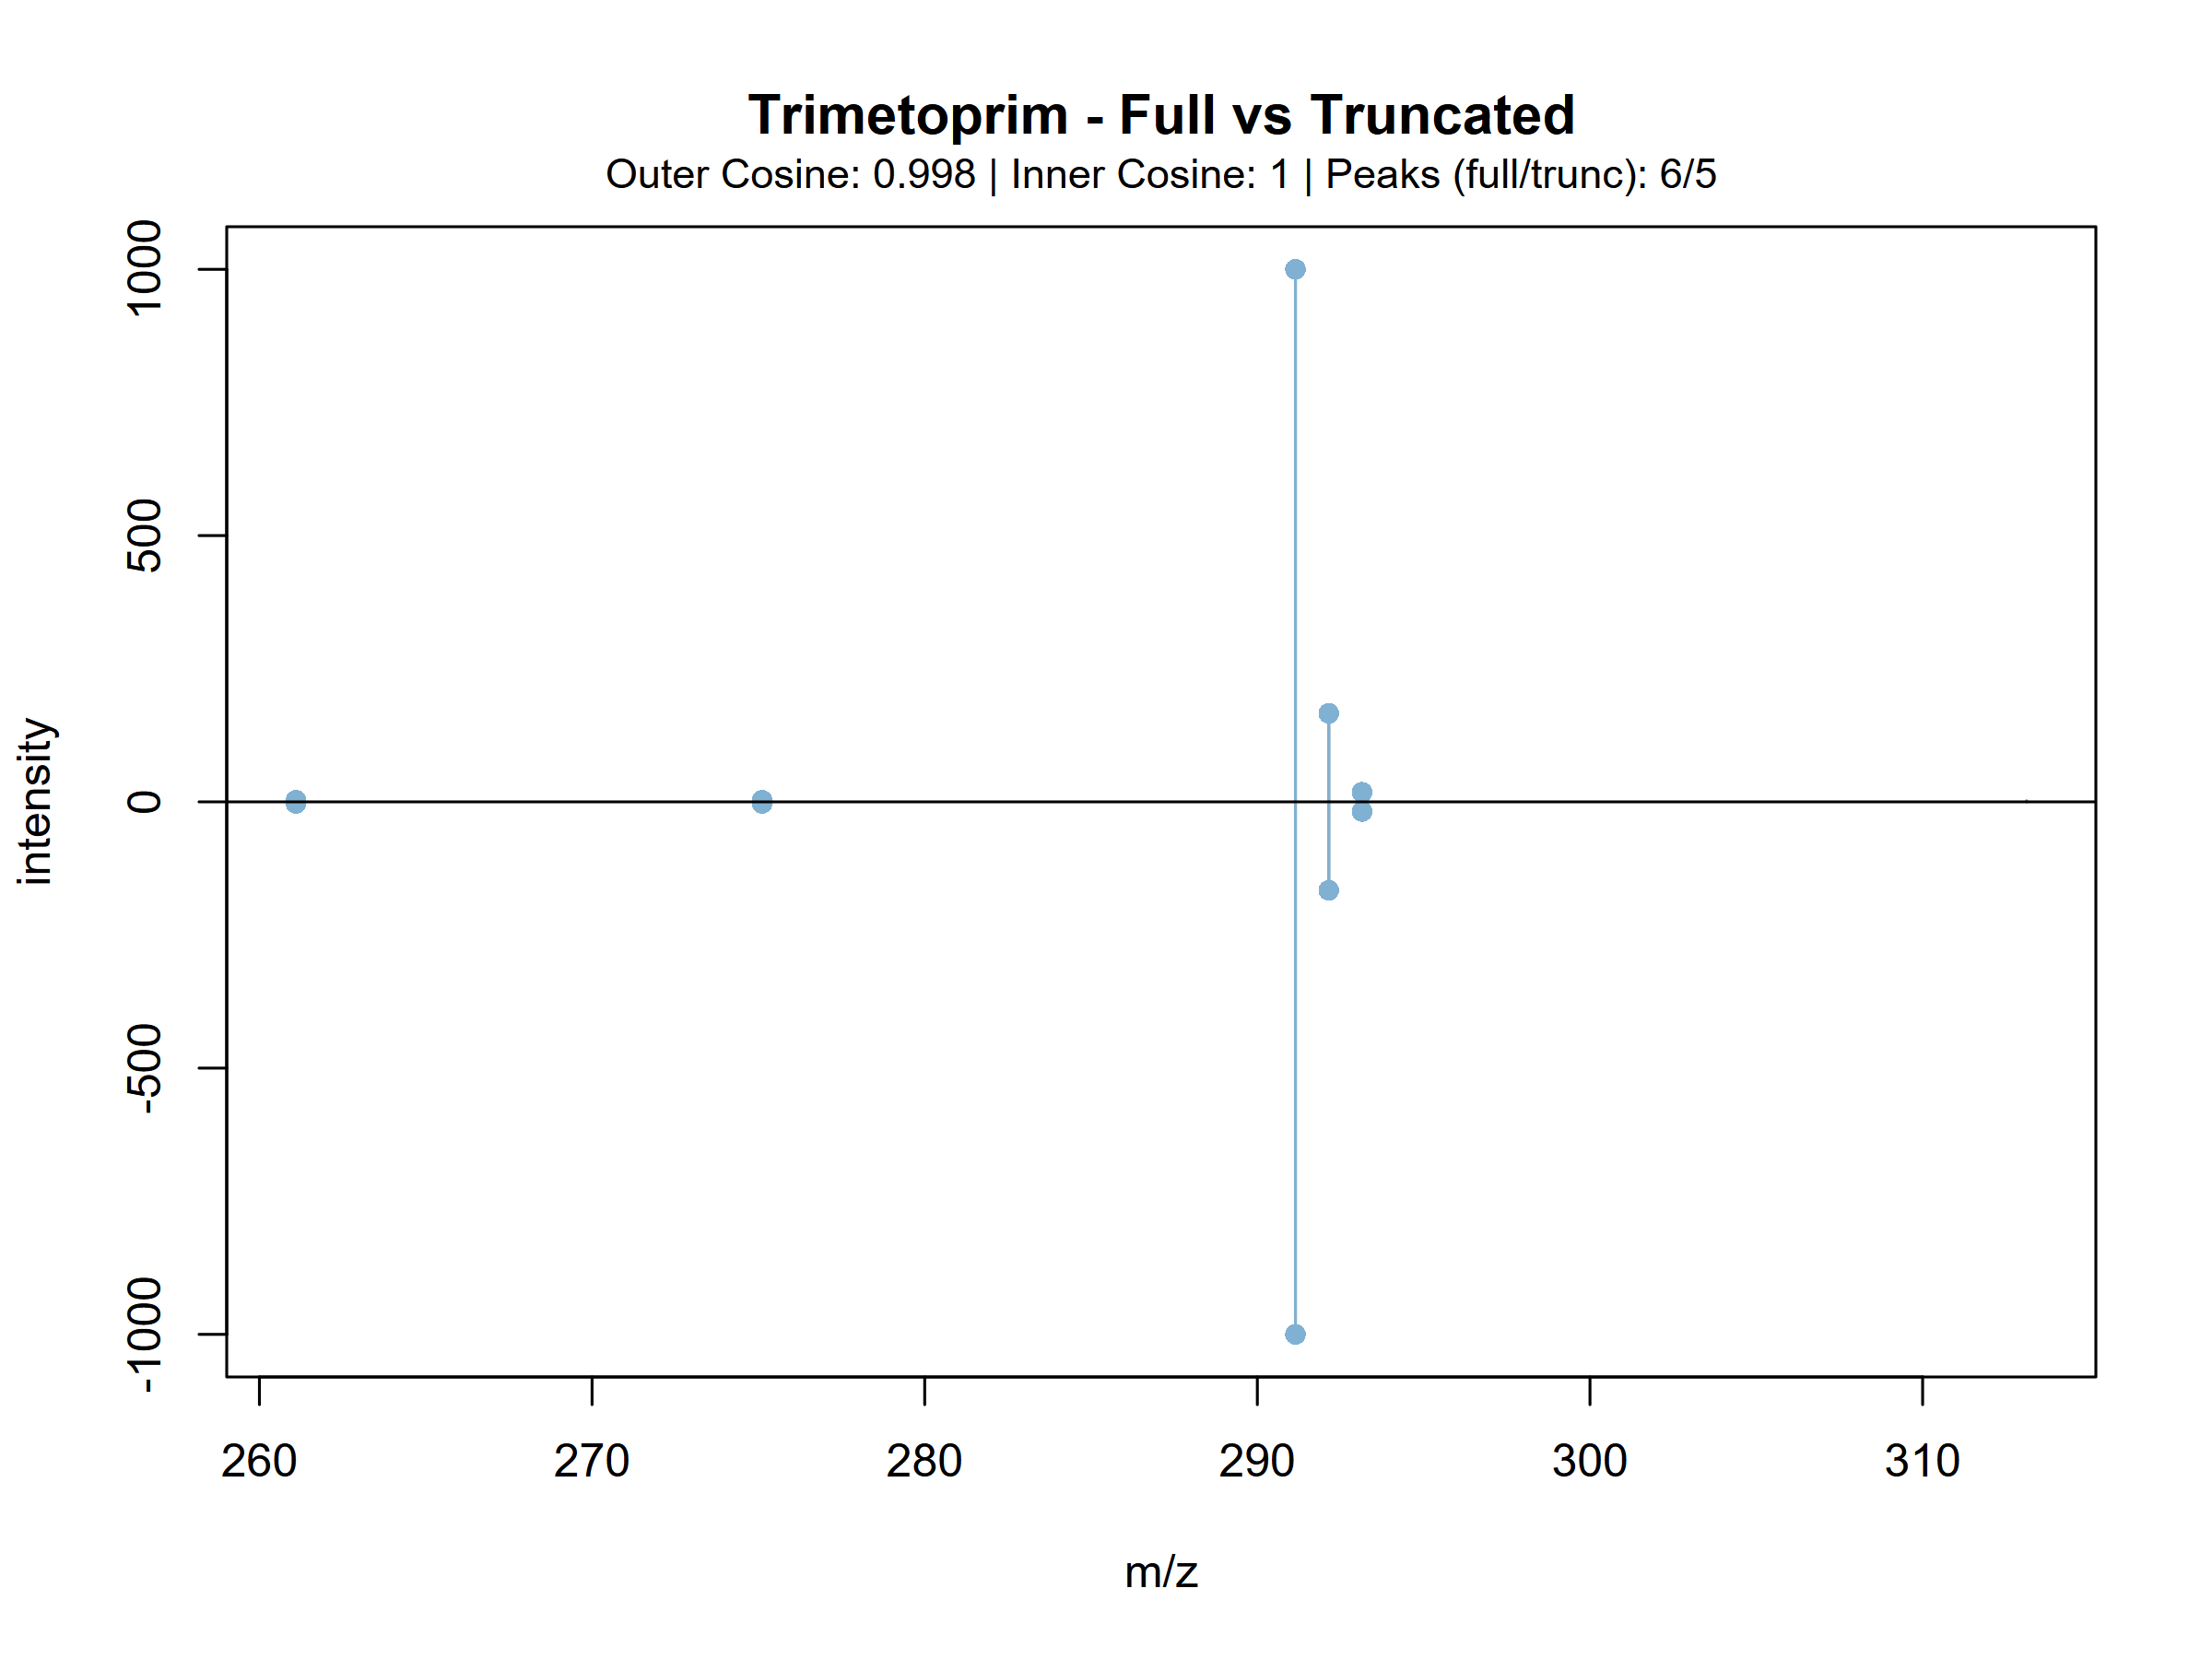 Trimetoprim - Full vs Truncated
Outer Cosine: 0.998 | Inner Cosine: 1 | Peaks (full/trunc): 6/5
1000
500
0
-500
-1000
intensity
260 270 280 290 300 310
m/z